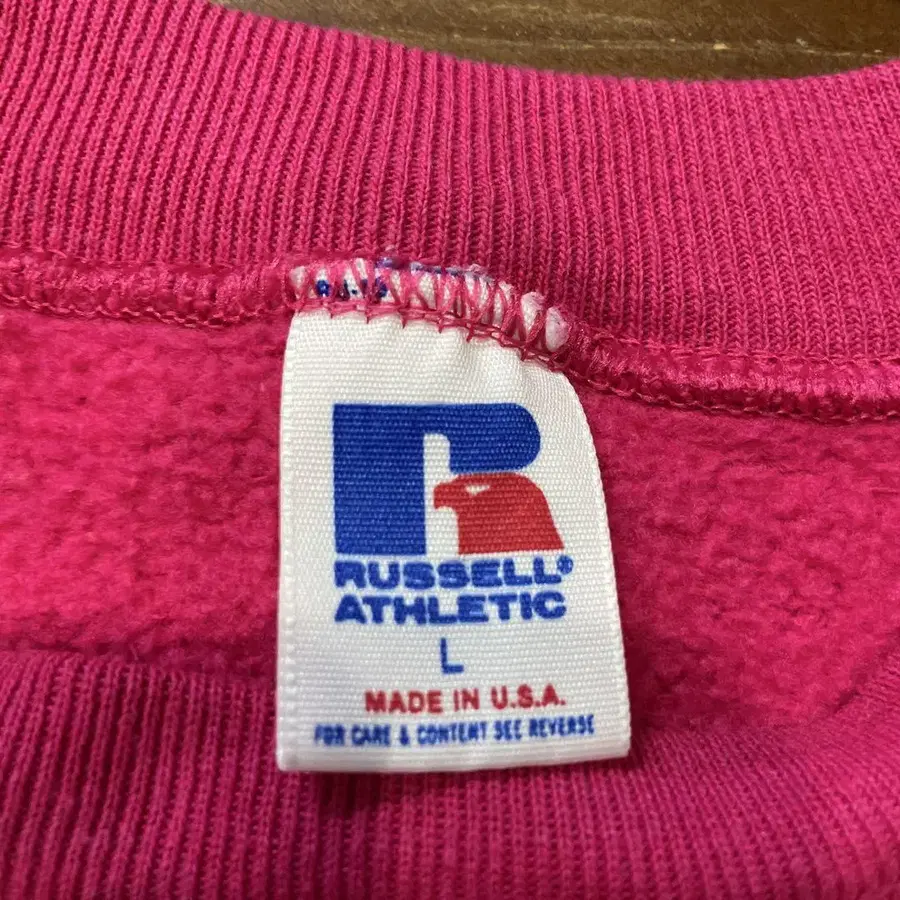 RUSSELL®
ATHLETIC
L
MADE IN U.S.A.
FOR CARE & CONTENT SEE REVERSE